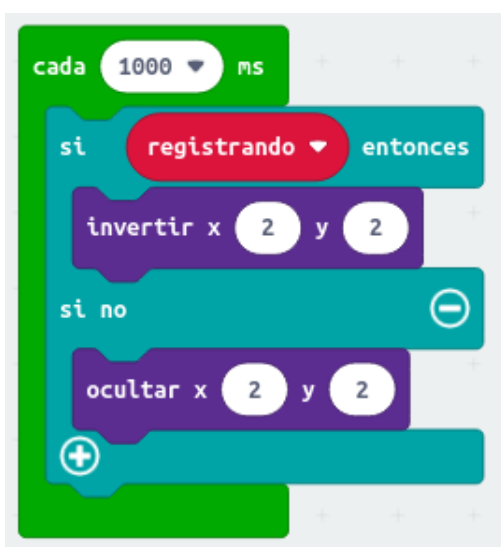 cada 1000 ms
si registrando entonces
invertir x 2 y 2
si no
ocultar x 2 y 2